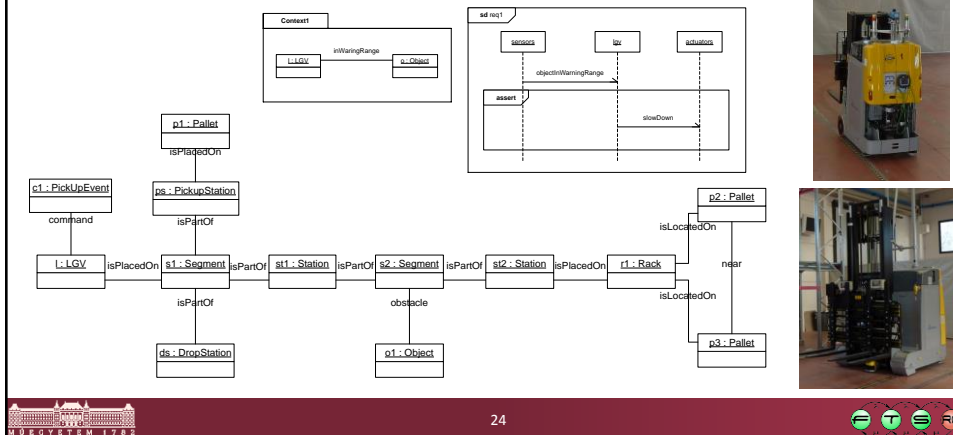 Context1
inWaringRange
l : LGV
o : Object
sd req1
sensors
lgv
actuators
objectInWarningRange
assert
slowDown
p1 : Pallet
isPlacedOn
c1 : PickUpEvent
ps : PickupStation
p2 : Pallet
command
isPartOf
isLocatedOn
l : LGV
isPlacedOn
s1 : Segment
isPartOf
st1 : Station
isPartOf
s2 : Segment
isPartOf
st2 : Station
isPlacedOn
r1 : Rack
near
isPartOf
obstacle
isLocatedOn
ds : DropStation
o1 : Object
p3 : Pallet
MŰEGYETEM 1782
24
F T S R